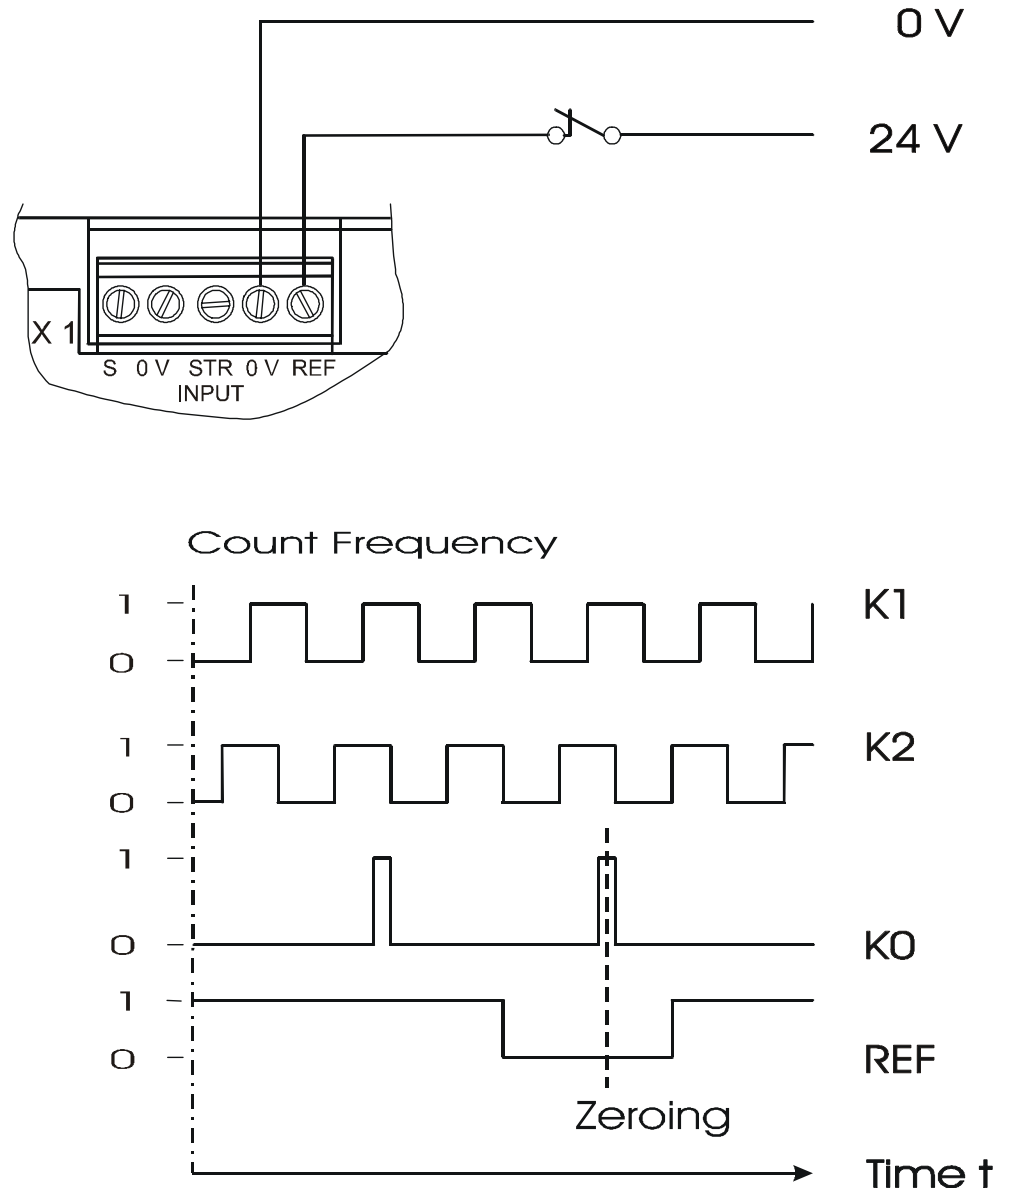 0 V
24 V
X 1
S 0 V STR 0 V REF
INPUT
Count Frequency
1
0
K1
1
0
K2
1
0
K0
1
0
REF
Zeroing
Time t